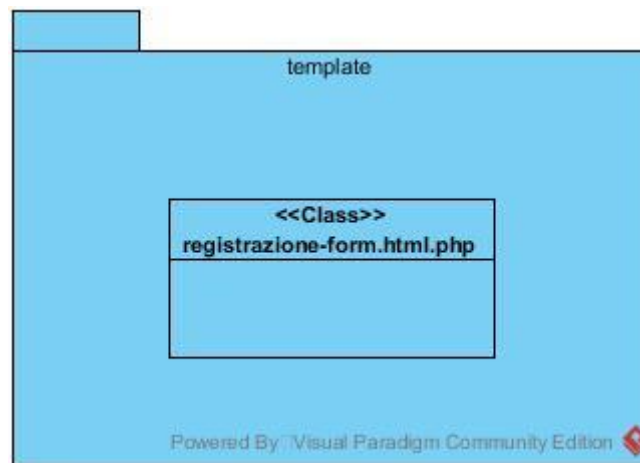 template
<<Class>>
registrazione-form.html.php
Powered By Visual Paradigm Community Edition